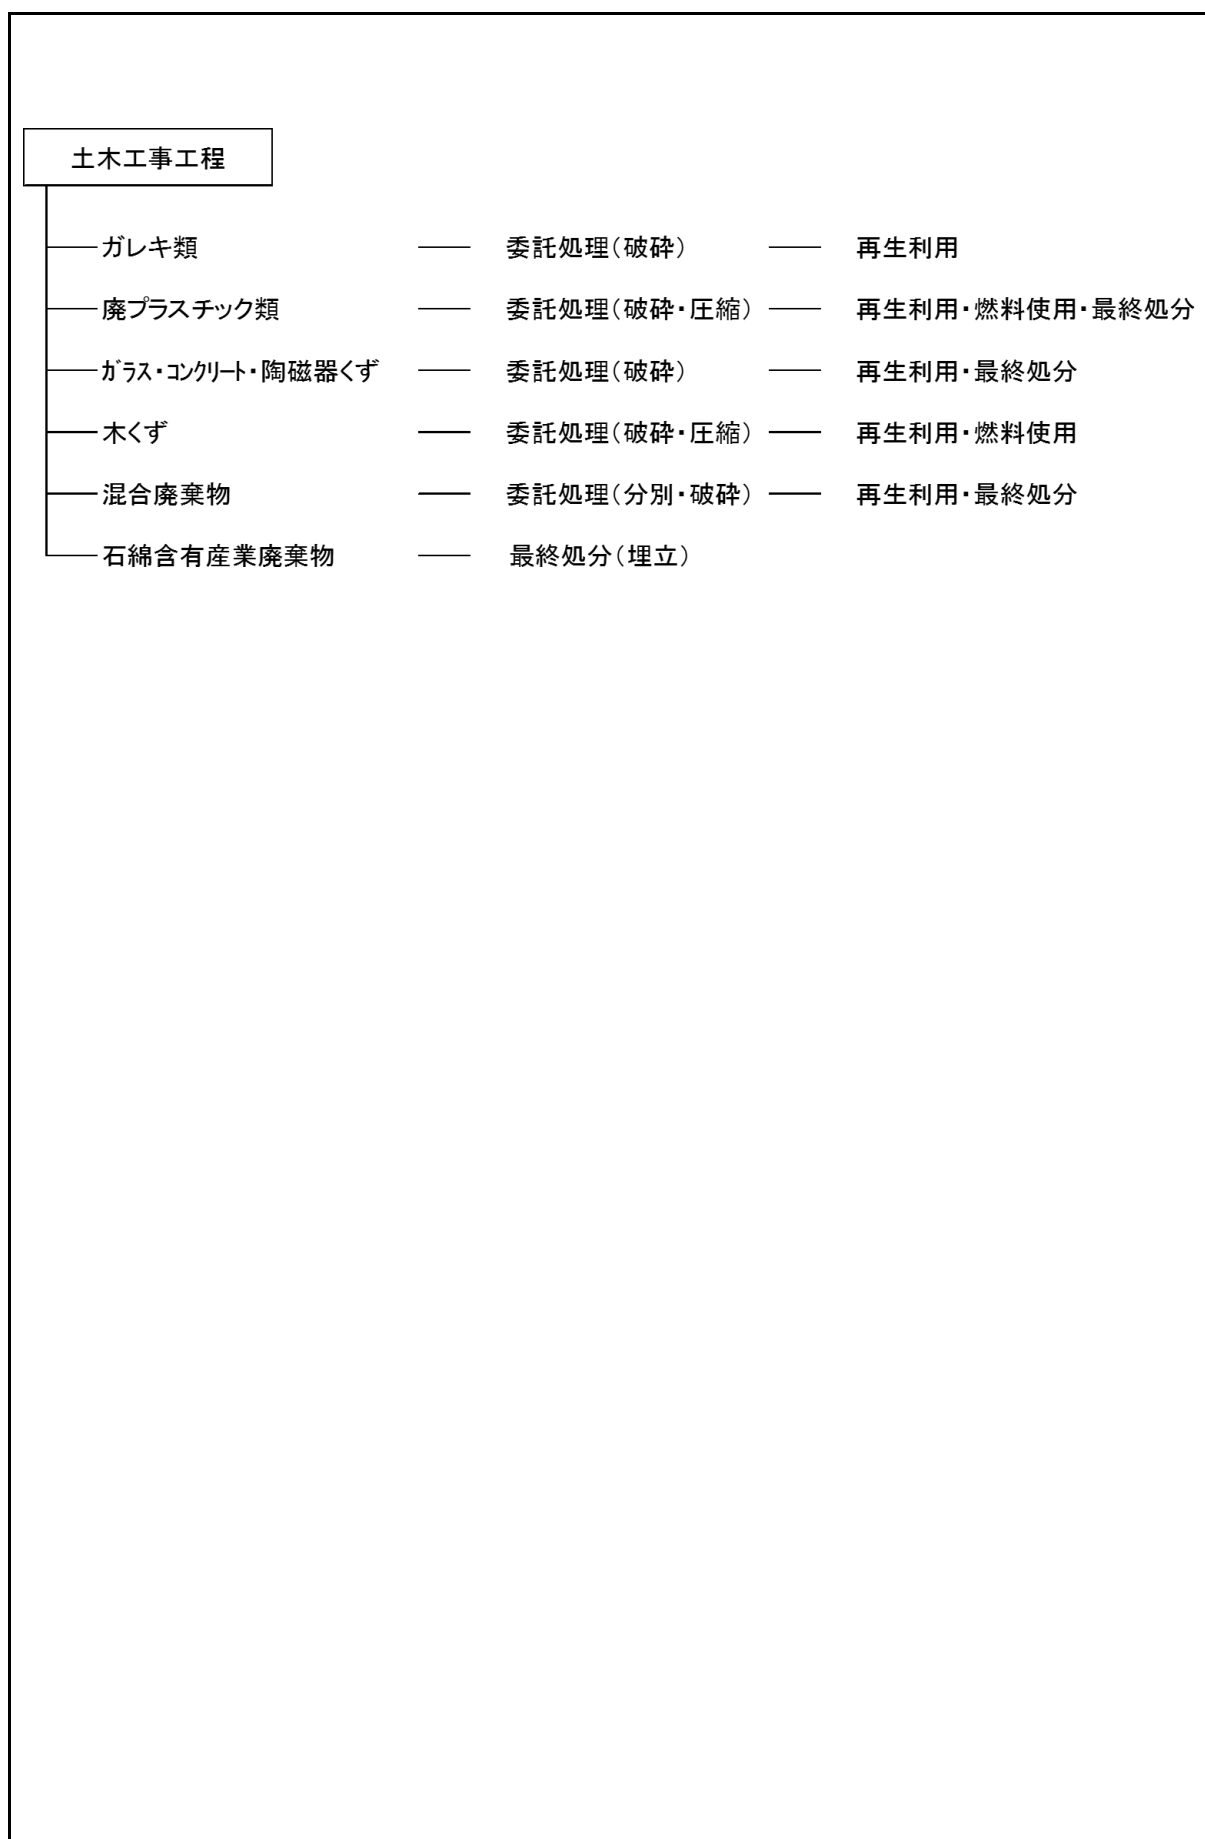 土木工事工程
ガレキ類 委託処理(破砕) 再生利用
廃プラスチック類 委託処理(破砕・圧縮) 再生利用・燃料使用・最終処分
ガラス・コンクリート・陶磁器くず 委託処理(破砕) 再生利用・最終処分
木くず 委託処理(破砕・圧縮) 再生利用・燃料使用
混合廃棄物 委託処理(分別・破砕) 再生利用・最終処分
石綿含有産業廃棄物 最終処分(埋立)